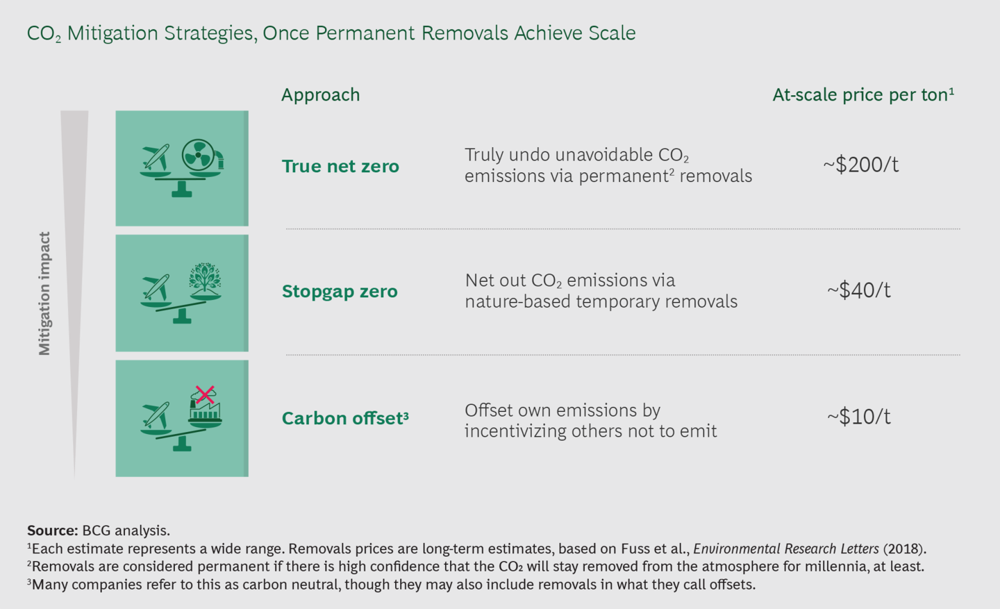 CO₂ Mitigation Strategies, Once Permanent Removals Achieve Scale
Approach
At-scale price per ton¹
Mitigation impact
True net zero
Truly undo unavoidable CO₂
emissions via permanent² removals
~$200/t
Stopgap zero
Net out CO₂ emissions via
nature-based temporary removals
~$40/t
Carbon offset³
Offset own emissions by
incentivizing others not to emit
~$10/t
Source: BCG analysis.
¹Each estimate represents a wide range. Removals prices are long-term estimates, based on Fuss et al., Environmental Research Letters (2018).
²Removals are considered permanent if there is high confidence that the CO₂ will stay removed from the atmosphere for millennia, at least.
³Many companies refer to this as carbon neutral, though they may also include removals in what they call offsets.